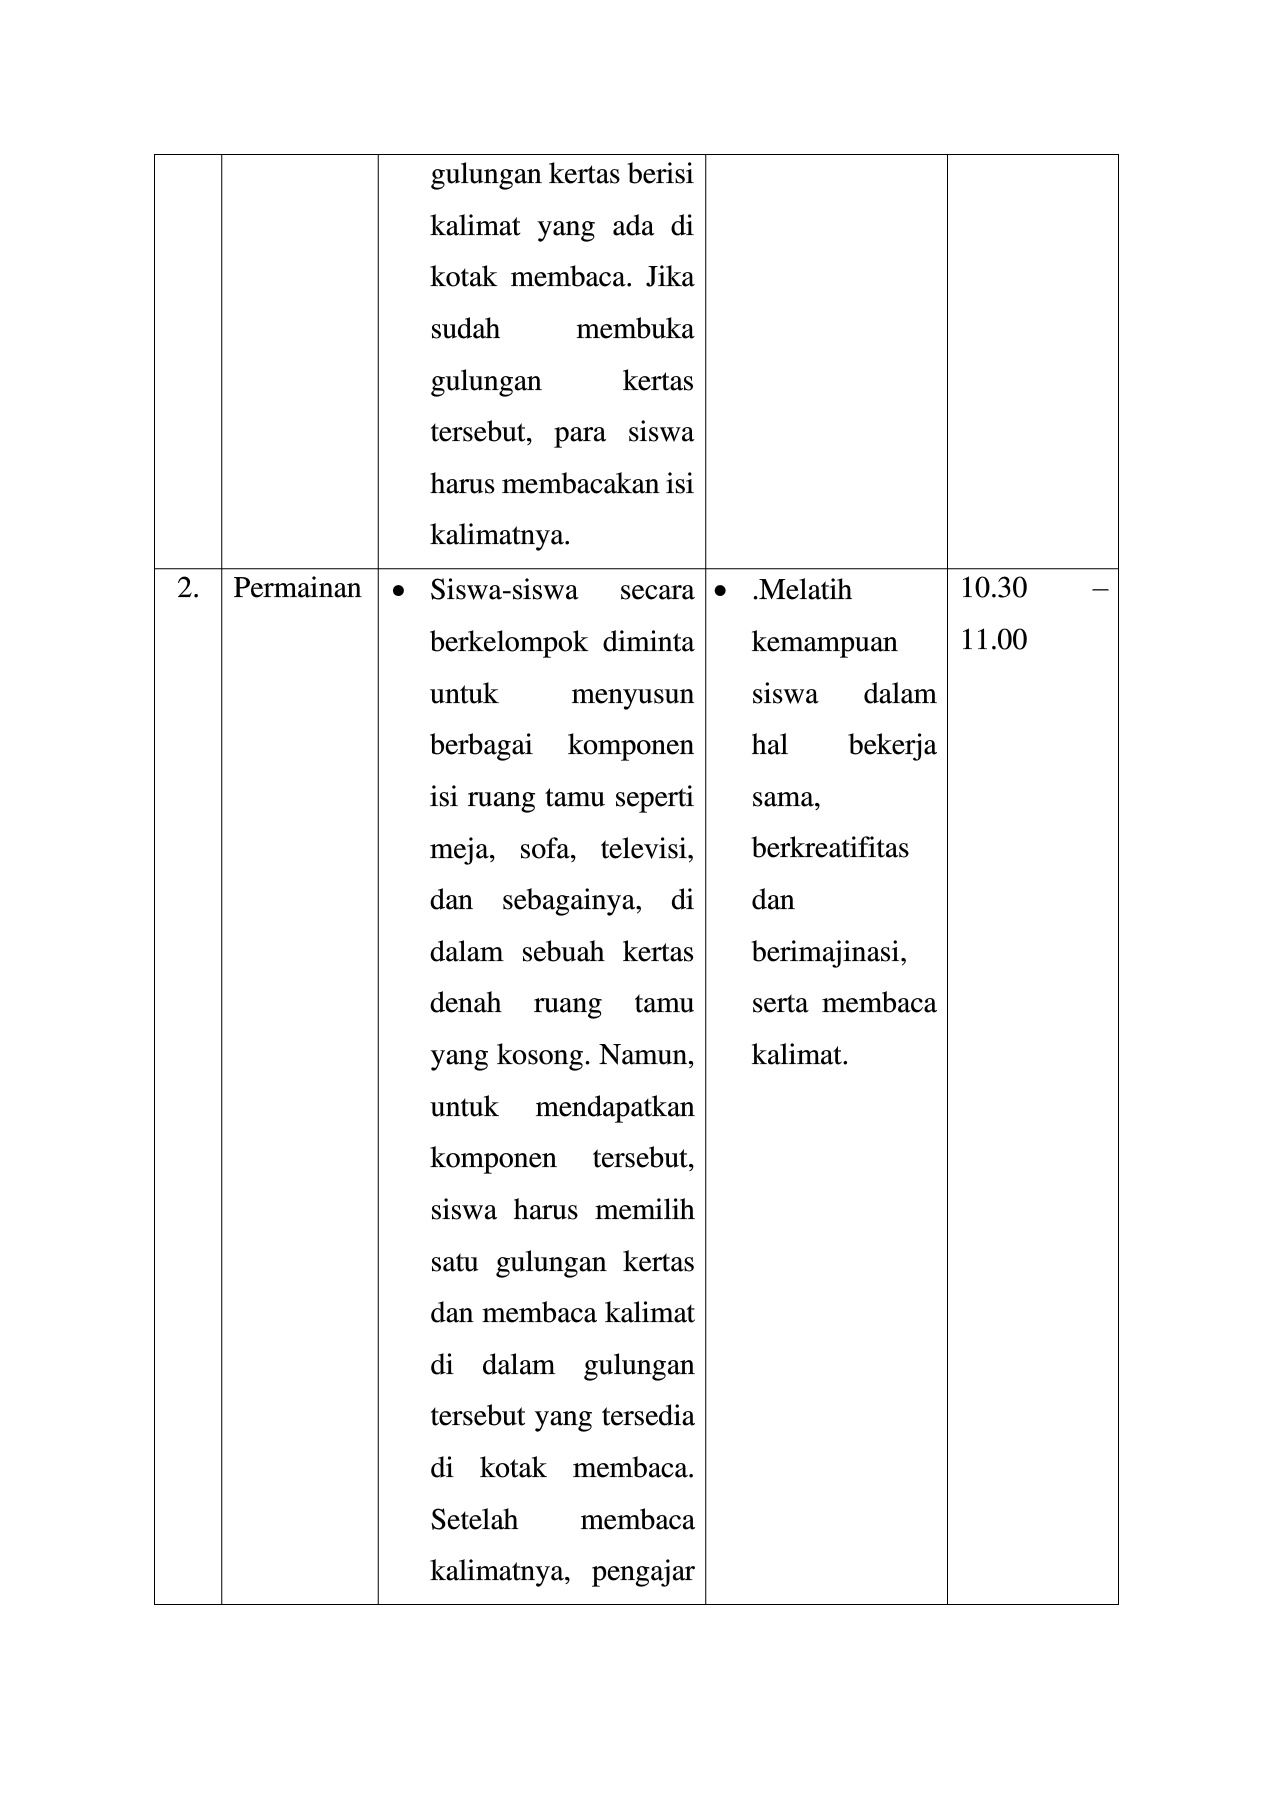 gulungan kertas berisi
kalimat yang ada di
kotak membaca. Jika
sudah membuka
gulungan kertas
tersebut, para siswa
harus membacakan isi
kalimatnya.
2.
Permainan
• Siswa-siswa secara
berkelompok diminta
untuk menyusun
berbagai komponen
isi ruang tamu seperti
meja, sofa, televisi,
dan sebagainya, di
dalam sebuah kertas
denah ruang tamu
yang kosong. Namun,
untuk mendapatkan
komponen tersebut,
siswa harus memilih
satu gulungan kertas
dan membaca kalimat
di dalam gulungan
tersebut yang tersedia
di kotak membaca.
Setelah membaca
kalimatnya, pengajar
• .Melatih
kemampuan
siswa dalam
hal bekerja
sama,
berkreatifitas
dan
berimajinasi,
serta membaca
kalimat.
10.30 –
11.00